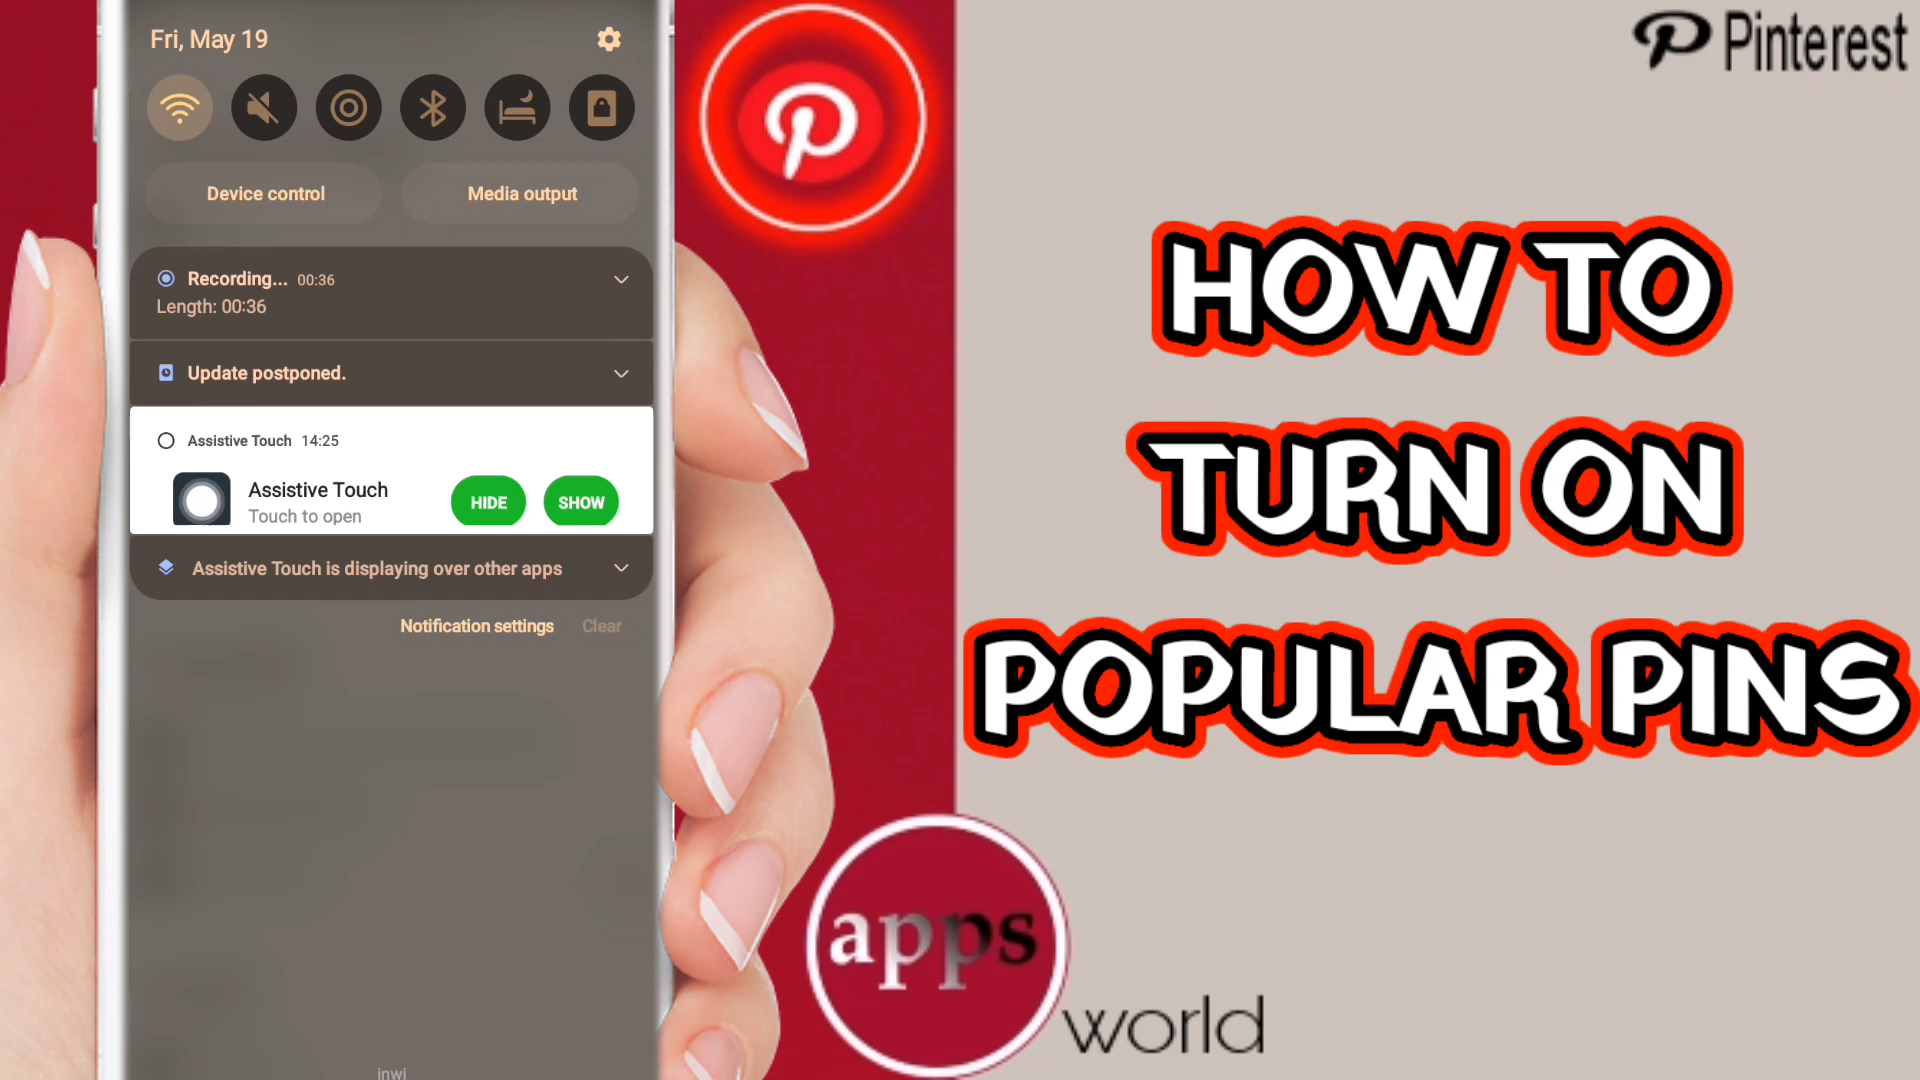 Fri, May 19
Device control
Media output
Recording... 00:36
Length: 00:36
Update postponed.
Assistive Touch 14:25
Assistive Touch
Touch to open
HIDE
SHOW
Assistive Touch is displaying over other apps
Notification settings
Clear
inwi
Pinterest
HOW TO
TURN ON
POPULAR PINS
apps
world